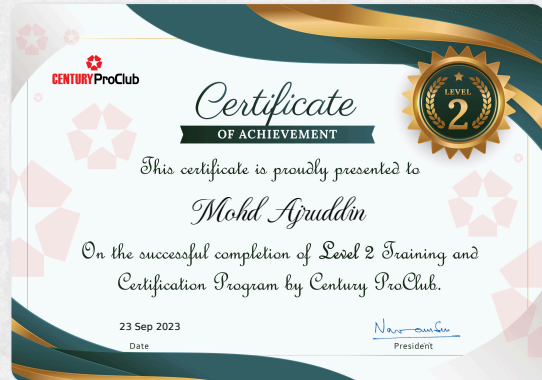 CENTURY ProClub
LEVEL
2
Certificate
OF ACHIEVEMENT
This certificate is proudly presented to
Mohd Ajruddin
On the successful completion of Level 2 Training and
Certification Program by Century ProClub.
23 Sep 2023
Date
President